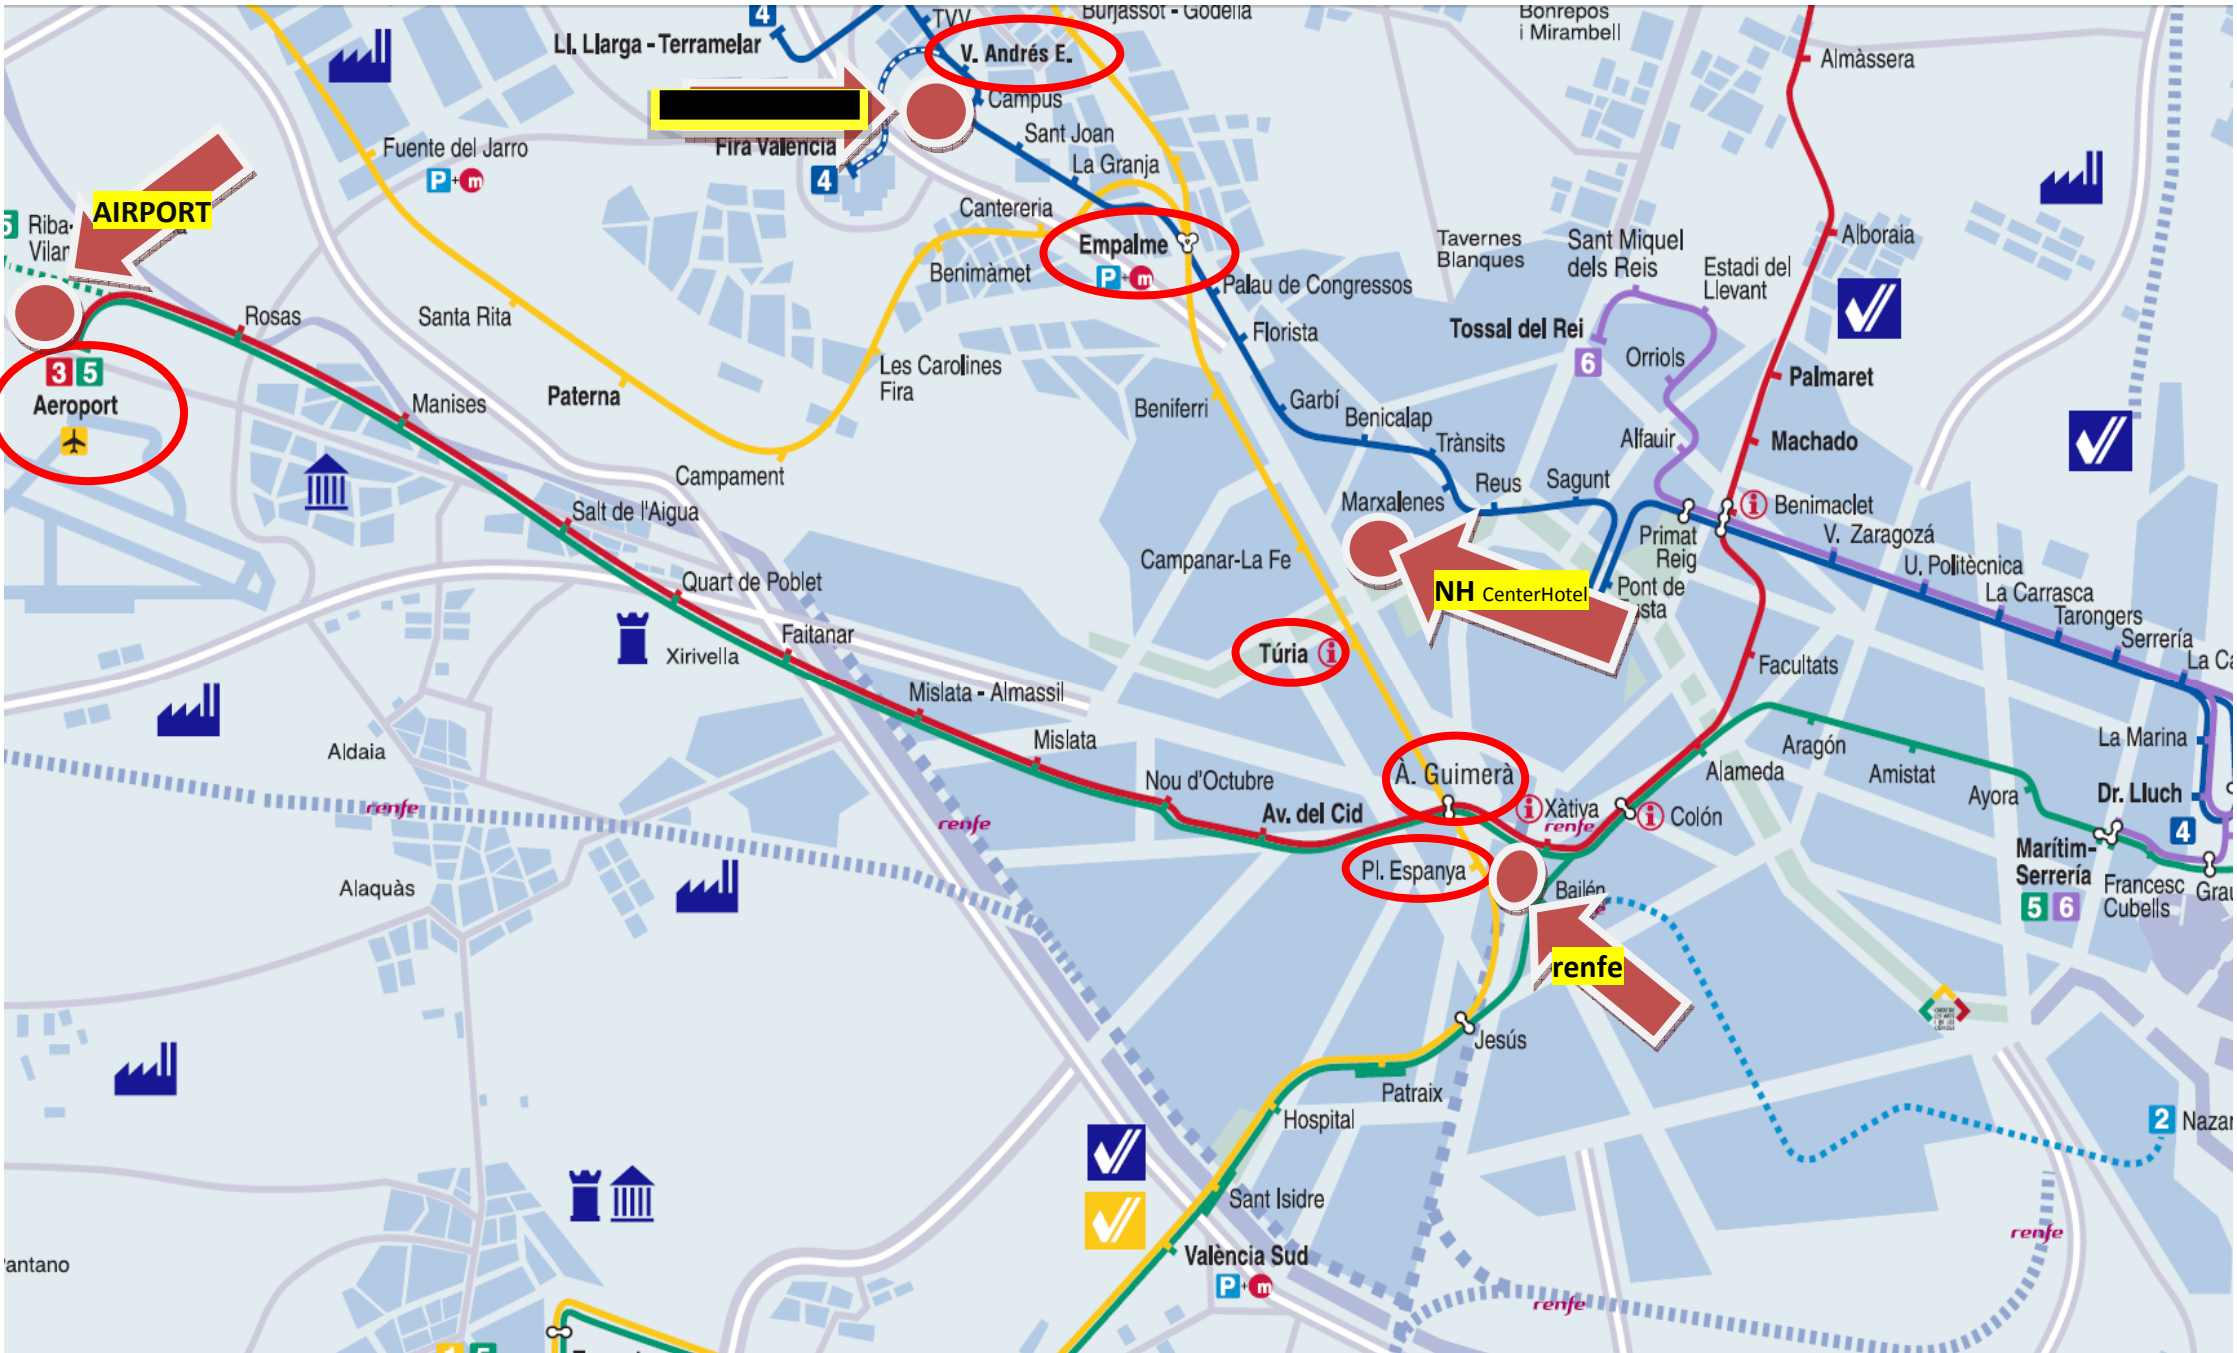 4
TVV
Burjassot - Godella
Bonrepos
i Mirambell
Ll. Llarga - Terramelar
V. Andrés E.
Almàssera
Campus
Fuente del Jarro
P+m
Fira València
4
Sant Joan
La Granja
AIRPORT
5
Riba-
Cantereria
Empalme
P+m
Benimàmet
Palau de Congressos
Tavernes
Blanques
Sant Miquel
dels Reis
Estadi del
Llevant
Alboraia
Rosas
Santa Rita
Florista
Tossal del Rei
6
Orriols
3 5
Aeroport
Manises
Paterna
Les Carolines
Fira
Beniferri
Garbí
Benicalap
Trànsits
Alfauir
Palmaret
Machado
Campament
Salt de l'Aigua
Marxalenes
Reus
Sagunt
Primat
Reig
i Benimaclet
V. Zaragozá
U. Politècnica
La Carrasca
Tarongers
Serrería
Quart de Poblet
Campanar-La Fe
NH CenterHotel
Pont de
Faitanar
Xirivella
Túria i
Facultats
Mislata - Almassil
Mislata
Aldaia
renfe
renfe
Nou d'Octubre
Av. del Cid
À. Guimerà
i Xàtiva
renfe
i Colón
Alameda
Aragón
Amistat
Ayora
La Marina
Dr. Lluch
4
Pl. Espanya
Bailén
Marítim-
Serrería
5 6
Francesc
Cubells
Grau
Alaquàs
renfe
Jesús
Patraix
Hospital
2
Sant Isidre
València Sud
P+m
renfe
renfe